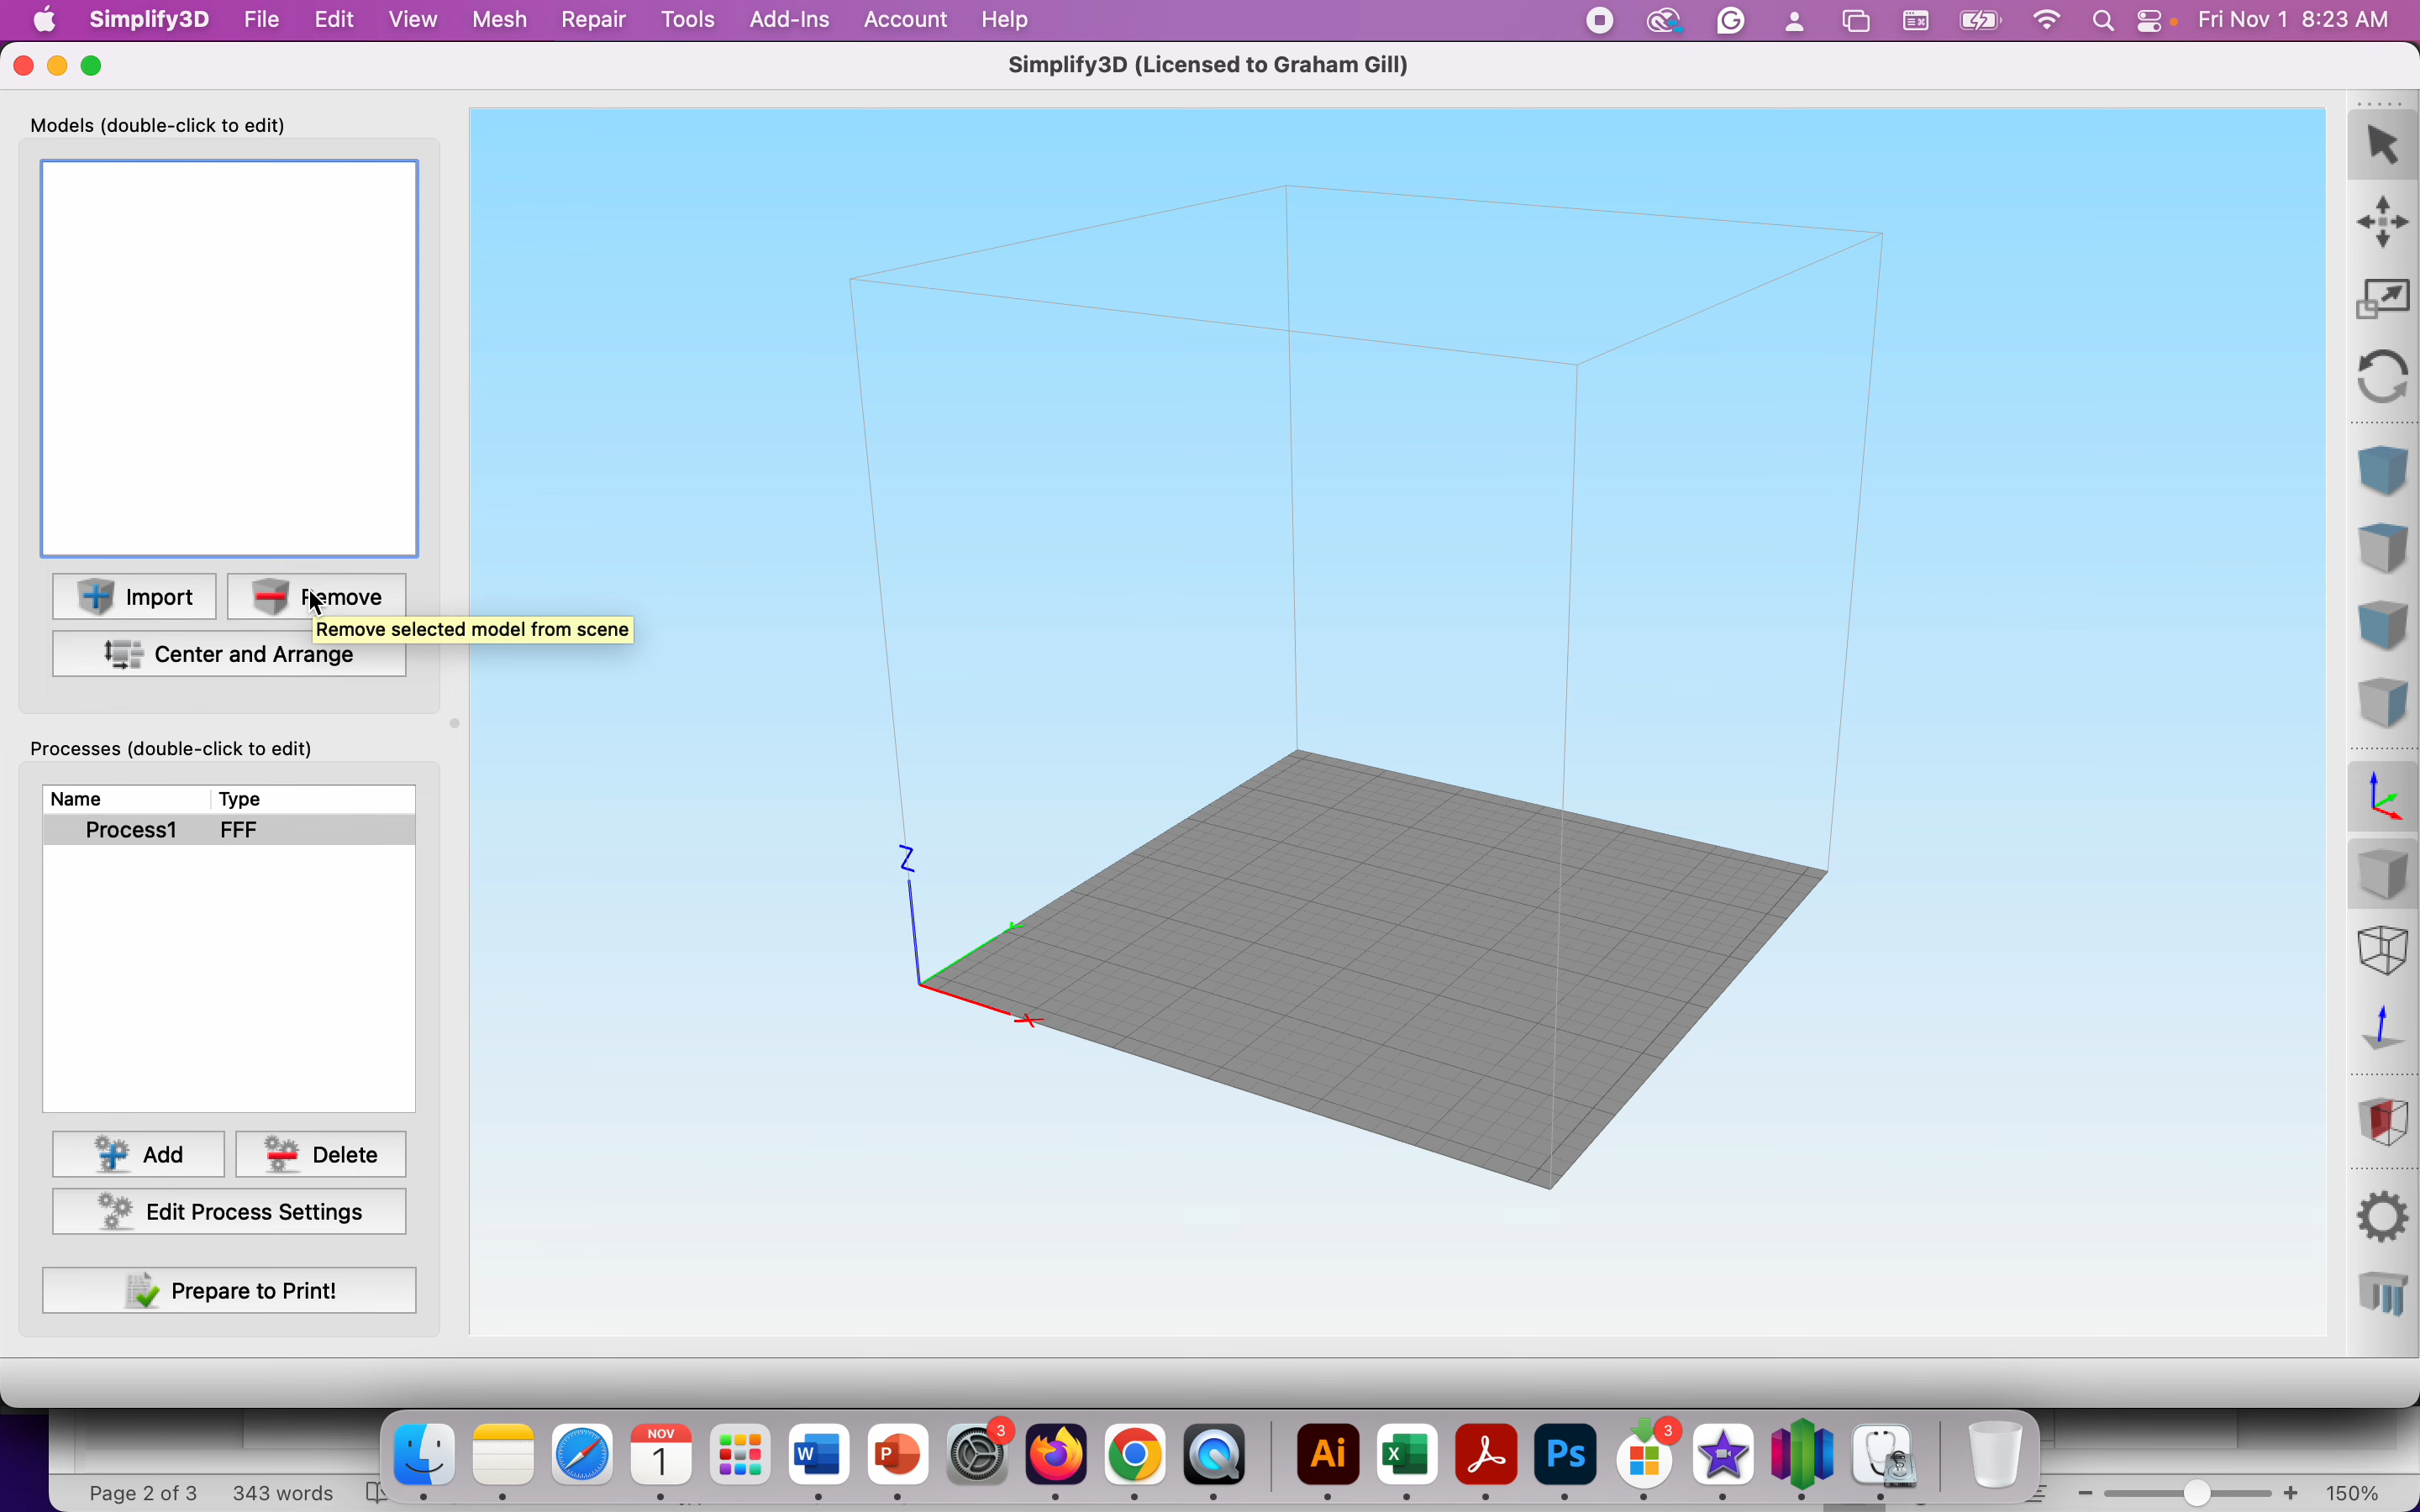 Simplify3D File Edit View Mesh Repair Tools Add-Ins Account Help Fri Nov 1 8:23 AM
Simplify3D (Licensed to Graham Gill)
Models (double-click to edit)
Import Remove
Remove selected model from scene
Center and Arrange
Processes (double-click to edit)
Name Type
Process1 FFF
Z
X
Add Delete
Edit Process Settings
Prepare to Print!
NOV
1
W
P
3
Ai
X
Ps
3
Page 2 of 3 343 words 150%